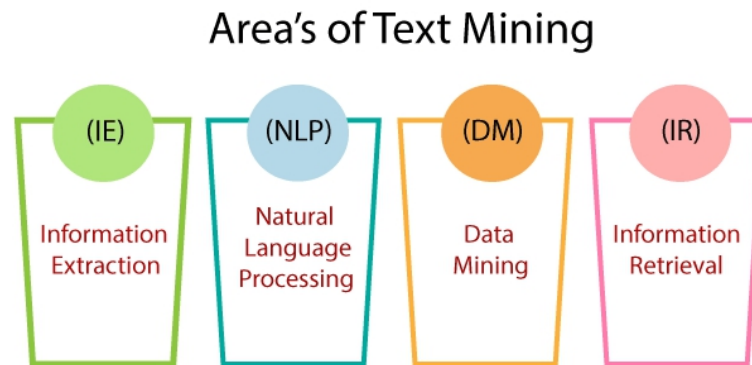 Area's of Text Mining
(IE)
Information
Extraction
(NLP)
Natural
Language
Processing
(DM)
Data
Mining
(IR)
Information
Retrieval